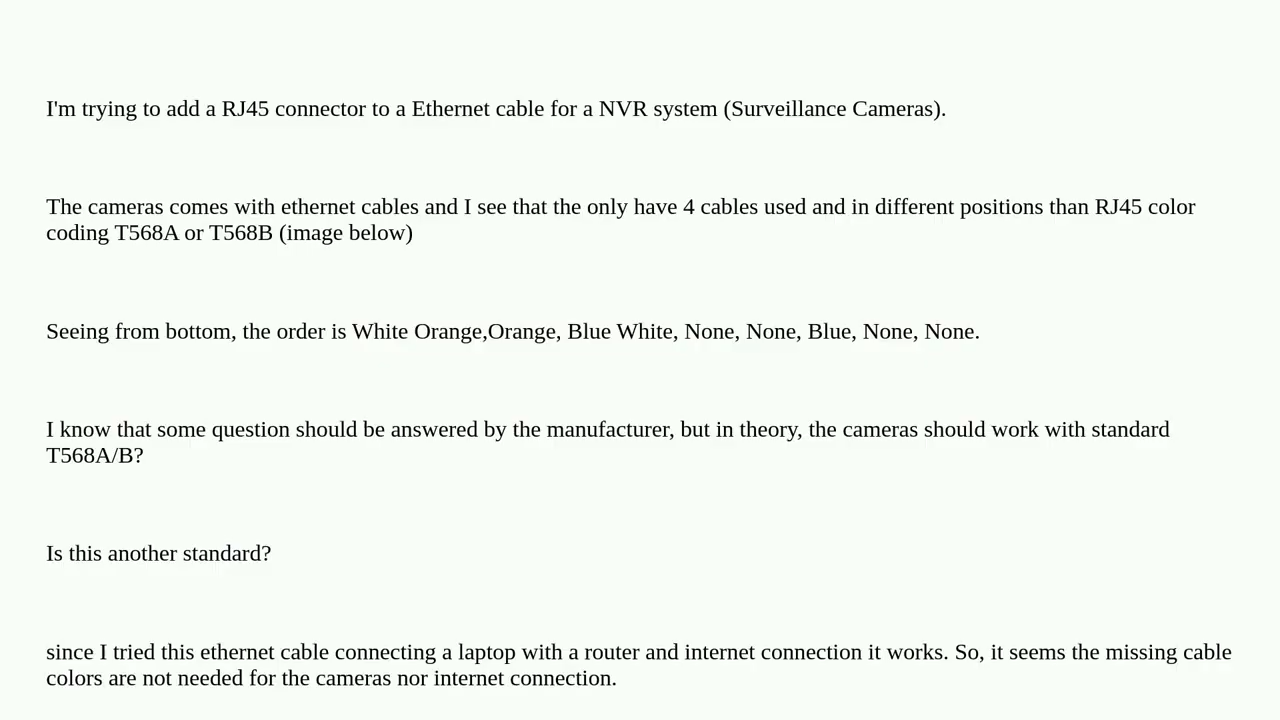 I'm trying to add a RJ45 connector to a Ethernet cable for a NVR system (Surveillance Cameras).
The cameras comes with ethernet cables and I see that the only have 4 cables used and in different positions than RJ45 color
coding T568A or T568B (image below)
Seeing from bottom, the order is White Orange,Orange, Blue White, None, None, Blue, None, None.
I know that some question should be answered by the manufacturer, but in theory, the cameras should work with standard
T568A/B?
Is this another standard?
since I tried this ethernet cable connecting a laptop with a router and internet connection it works. So, it seems the missing cable
colors are not needed for the cameras nor internet connection.